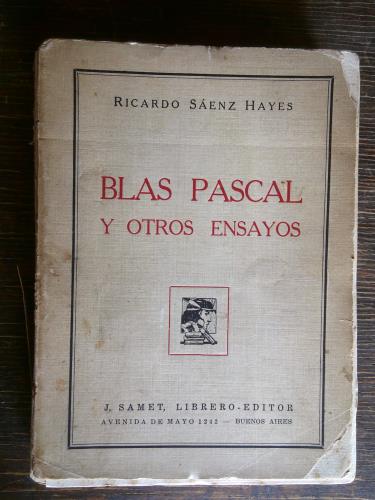 RICARDO SÁENZ HAYES
BLAS PASCAL
Y OTROS ENSAYOS
J. SAMET, LIBRERO-EDITOR
AVENIDA DE MAYO 1242 — BUENOS AIRES